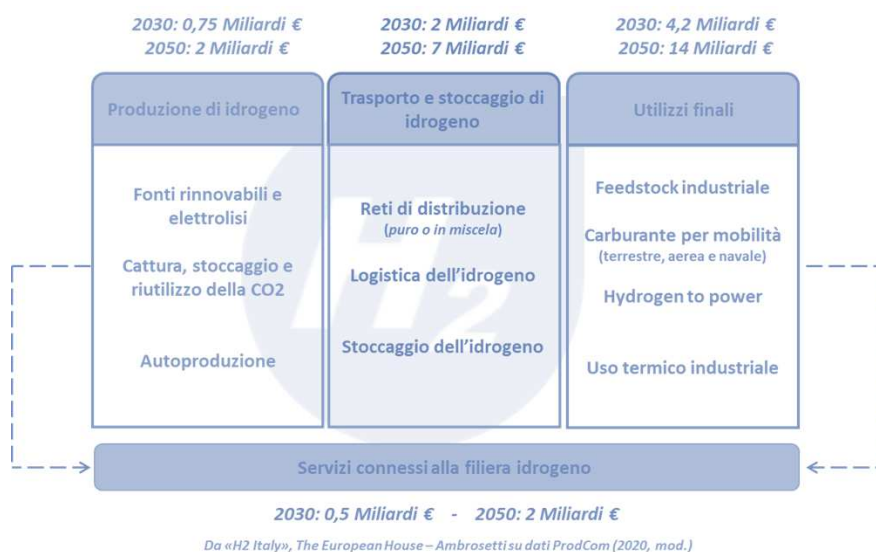 2030: 0,75 Miliardi €
2050: 2 Miliardi €
2030: 2 Miliardi €
2050: 7 Miliardi €
2030: 4,2 Miliardi €
2050: 14 Miliardi €
Produzione di idrogeno
Trasporto e stoccaggio di
idrogeno
Utilizzi finali
Fonti rinnovabili e
elettrolisi
Cattura, stoccaggio e
riutilizzo della CO2
Autoproduzione
Reti di distribuzione
(puro o in miscela)
Logistica dell'idrogeno
Stoccaggio dell'idrogeno
Feedstock industriale
Carburante per mobilità
(terrestre, aerea e navale)
Hydrogen to power
Uso termico industriale
H2
Servizi connessi alla filiera idrogeno
2030: 0,5 Miliardi € - 2050: 2 Miliardi €
Da «H2 Italy», The European House – Ambrosetti su dati ProdCom (2020, mod.)